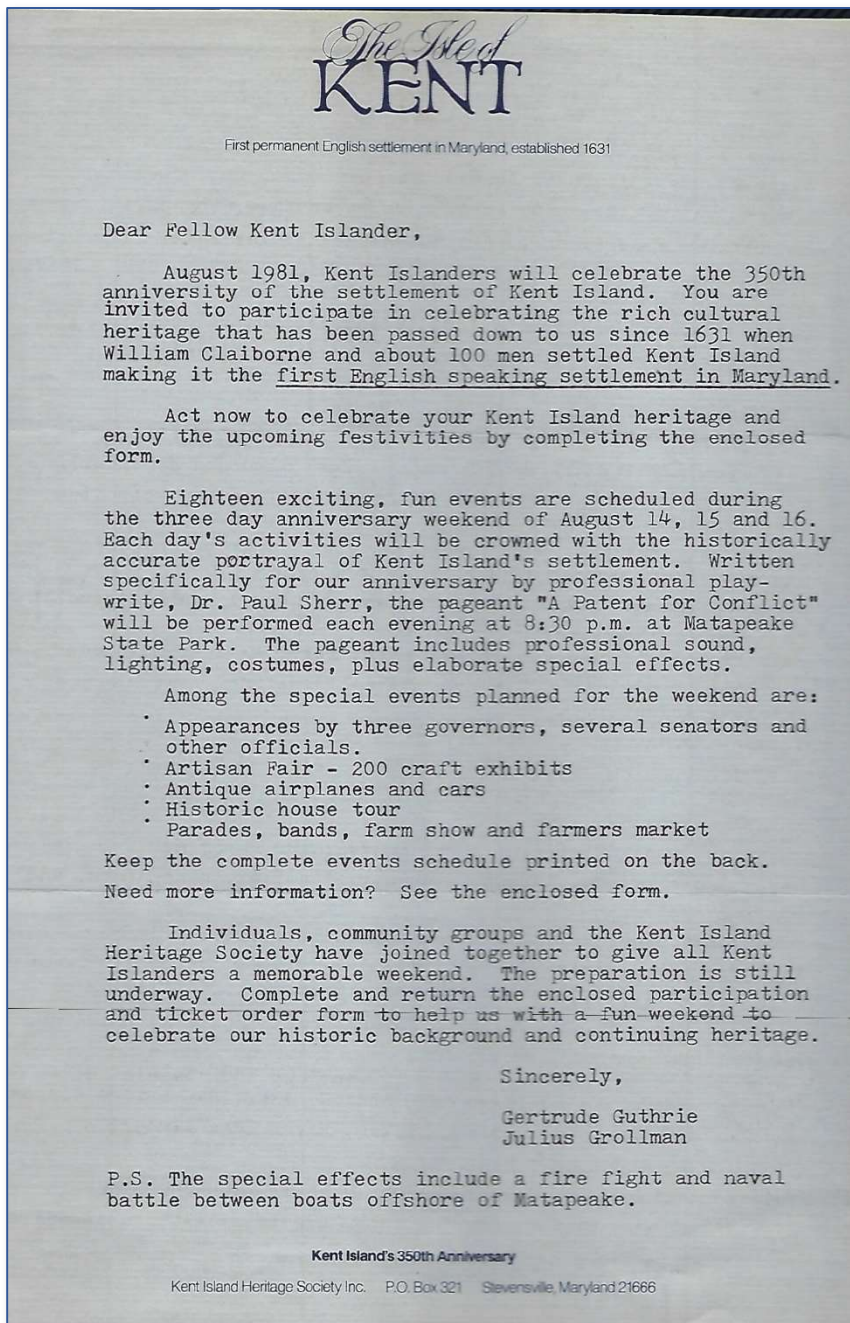 The Isle of
KENT
First permanent English settlement in Maryland, established 1631
Dear Fellow Kent Islander,
August 1981, Kent Islanders will celebrate the 350th
anniversity of the settlement of Kent Island. You are
invited to participate in celebrating the rich cultural
heritage that has been passed down to us since 1631 when
William Claiborne and about 100 men settled Kent Island
making it the first English speaking settlement in Maryland.
Act now to celebrate your Kent Island heritage and
enjoy the upcoming festivities by completing the enclosed
form.
Eighteen exciting, fun events are scheduled during
the three day anniversary weekend of August 14, 15 and 16.
Each day's activities will be crowned with the historically
accurate portrayal of Kent Island's settlement. Written
specifically for our anniversary by professional play-
write, Dr. Paul Sherr, the pageant "A Patent for Conflict"
will be performed each evening at 8:30 p.m. at Matapeake
State Park. The pageant includes professional sound,
lighting, costumes, plus elaborate special effects.
Among the special events planned for the weekend are:
· Appearances by three governors, several senators and
other officials.
· Artisan Fair - 200 craft exhibits
· Antique airplanes and cars
· Historic house tour
· Parades, bands, farm show and farmers market
Keep the complete events schedule printed on the back.
Need more information? See the enclosed form.
Individuals, community groups and the Kent Island
Heritage Society have joined together to give all Kent
Islanders a memorable weekend. The preparation is still
underway. Complete and return the enclosed participation
and ticket order form to help us with a fun weekend to
celebrate our historic background and continuing heritage.
Sincerely,
Gertrude Guthrie
Julius Grollman
P.S. The special effects include a fire fight and naval
battle between boats offshore of Matapeake.
Kent Island's 350th Anniversary
Kent Island Heritage Society Inc. P.O. Box 321 Stevensville, Maryland 21666